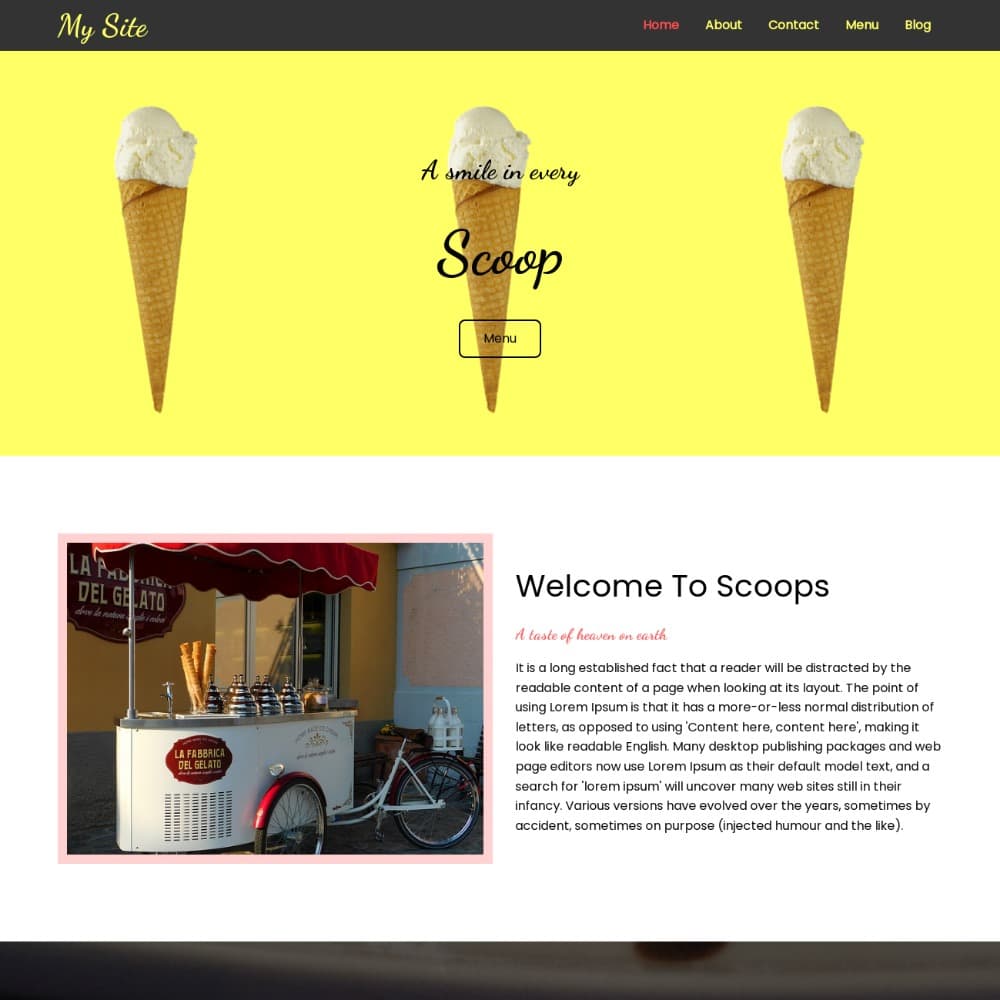 My Site
Home About Contact Menu Blog
A smile in every
Scoop
Menu
DEL GELATO
LA FABBRICA
DEL GELATO
Welcome To Scoops
A taste of heaven on earth
It is a long established fact that a reader will be distracted by the
readable content of a page when looking at its layout. The point of
using Lorem Ipsum is that it has a more-or-less normal distribution of
letters, as opposed to using 'Content here, content here', making it
look like readable English. Many desktop publishing packages and web
page editors now use Lorem Ipsum as their default model text, and a
search for 'lorem ipsum' will uncover many web sites still in their
infancy. Various versions have evolved over the years, sometimes by
accident, sometimes on purpose (injected humour and the like).